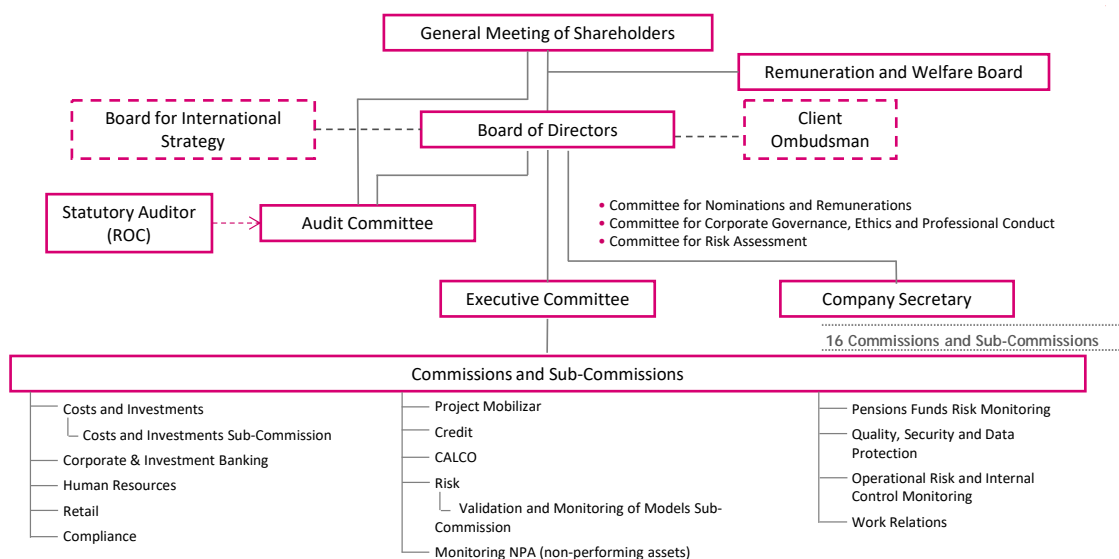 General Meeting of Shareholders
Remuneration and Welfare Board
Board for International
Strategy
Board of Directors
Client
Ombudsman
Statutory Auditor
(ROC)
Audit Committee
• Committee for Nominations and Remunerations
• Committee for Corporate Governance, Ethics and Professional Conduct
• Committee for Risk Assessment
Executive Committee
Company Secretary
16 Commissions and Sub-Commissions
Commissions and Sub-Commissions
Costs and Investments
Costs and Investments Sub-Commission
Corporate & Investment Banking
Human Resources
Retail
Compliance
Project Mobilizar
Credit
CALCO
Risk
Validation and Monitoring of Models Sub-
Commission
Monitoring NPA (non-performing assets)
Pensions Funds Risk Monitoring
Quality, Security and Data
Protection
Operational Risk and Internal
Control Monitoring
Work Relations